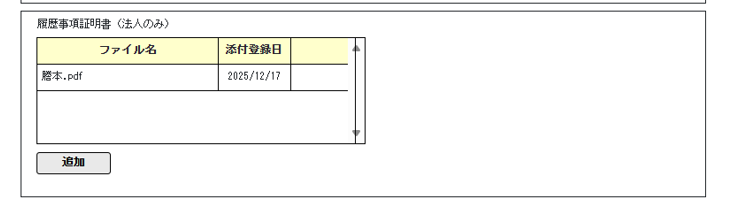 履歴事項証明書（法人のみ）
ファイル名 添付登録日
謄本.pdf 2025/12/17
追加